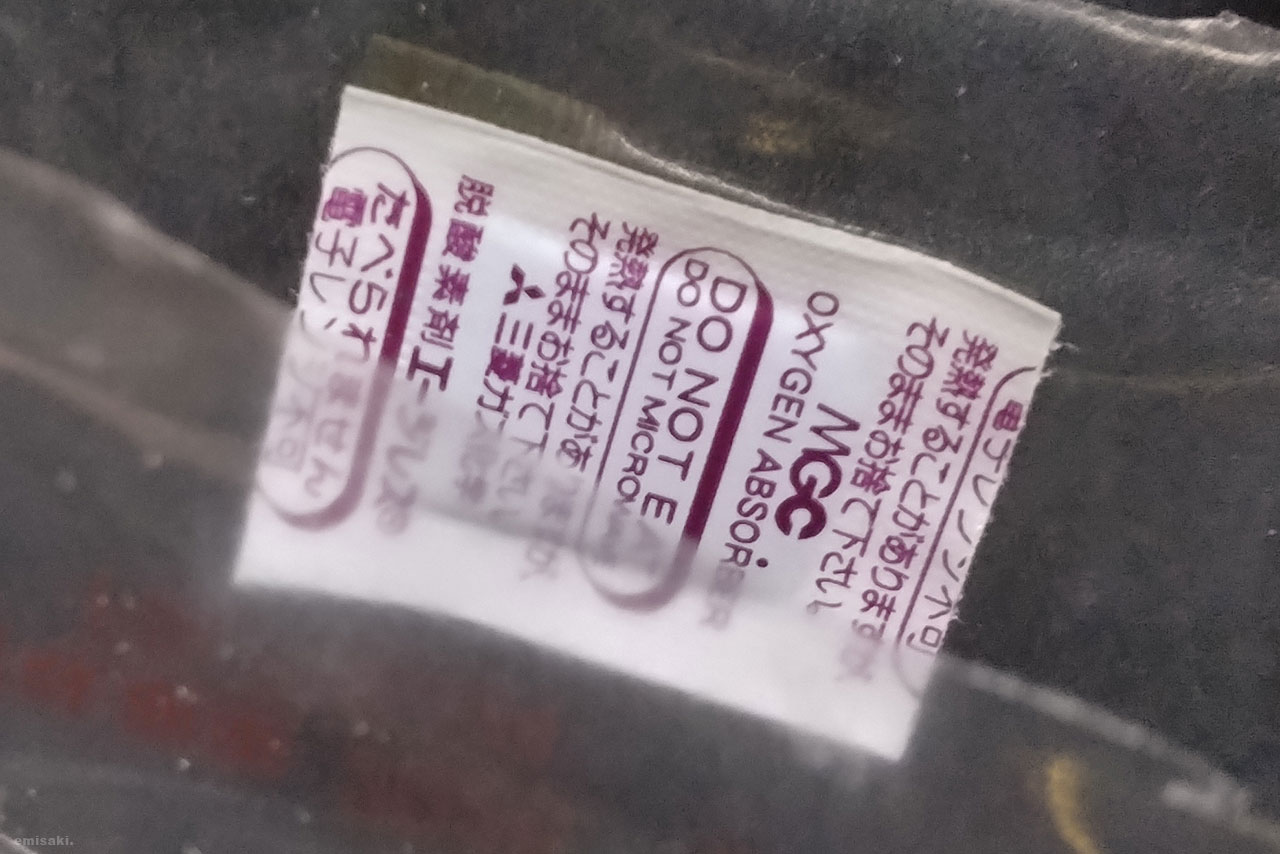 たべられません
電子レンジ不可
脱酸素剤エージレス®
三菱ガス化学
発熱することがありますが
そのままお捨て下さい
DO NOT EAT
DO NOT MICROWAVE
OXYGEN ABSORBER
MGC
発熱することがありますが
そのままお捨て下さい
電子レンジ不可
emisaki.